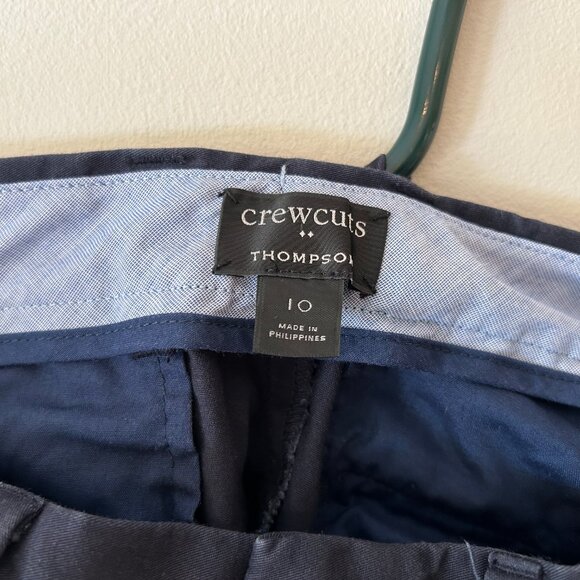 crewcuts
THOMPSON
10
MADE IN
PHILIPPINES